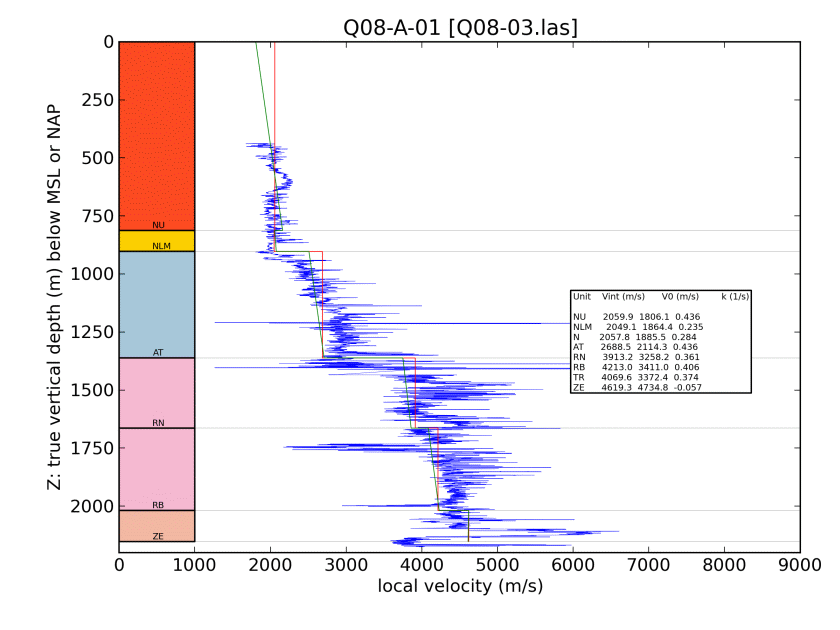 Q08-A-01 [Q08-03.las]
0
250
500
750
1000
1250
1500
1750
2000
Z: true vertical depth (m) below MSL or NAP
NU
NLM
AT
RN
RB
ZE
Unit Vint (m/s) V0 (m/s) k (1/s)
NU 2059.9 1806.1 0.436
NLM 2049.1 1864.4 0.235
N 2057.8 1885.5 0.284
AT 2688.5 2114.3 0.436
RN 3913.2 3258.2 0.361
RB 4213.0 3411.0 0.406
TR 4069.6 3372.4 0.374
ZE 4619.3 4734.8 -0.057
0 1000 2000 3000 4000 5000 6000 7000 8000 9000
local velocity (m/s)